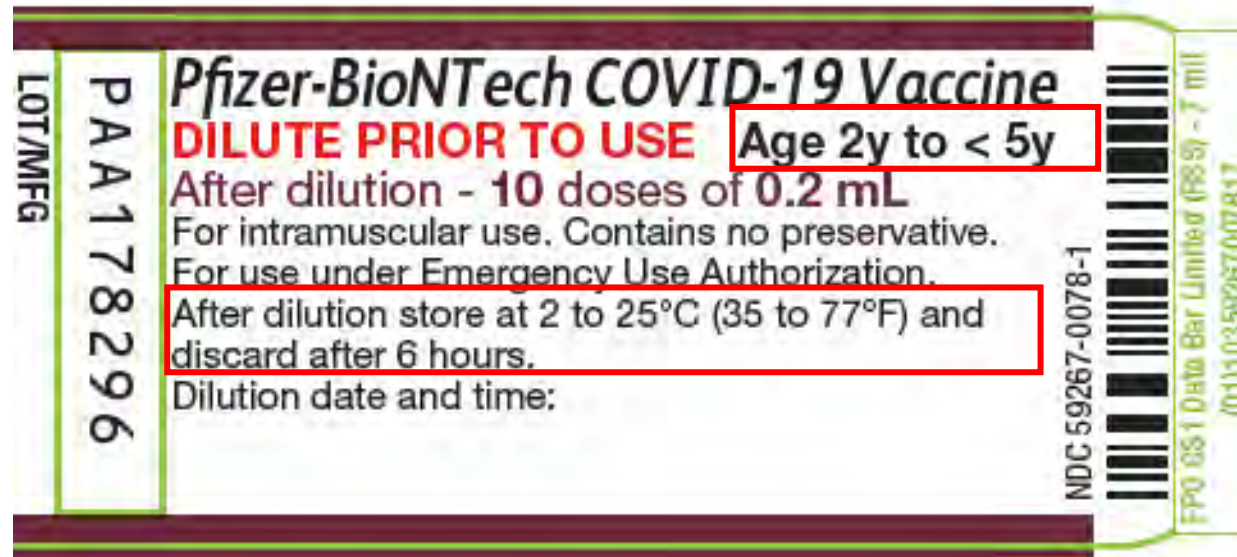 LOT/MFG
PAA178296
Pfizer-BioNTech COVID-19 Vaccine
DILUTE PRIOR TO USE Age 2y to < 5y
After dilution - 10 doses of 0.2 mL
For intramuscular use. Contains no preservative.
For use under Emergency Use Authorization.
After dilution store at 2 to 25°C (35 to 77°F) and
discard after 6 hours.
Dilution date and time:
NDC 59267-0078-1
FPO GS1 Data Bar Limited (RSS) - 7 mil